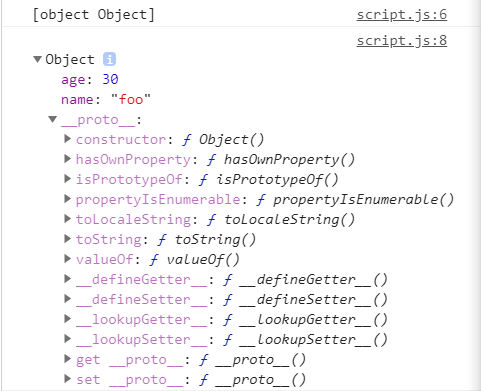 [object Object] script.js:6
script.js:8
▼Object i
age: 30
name: "foo"
▼__proto__:
▶constructor: ƒ Object()
▶hasOwnProperty: ƒ hasOwnProperty()
▶isPrototypeOf: ƒ isPrototypeOf()
▶propertyIsEnumerable: ƒ propertyIsEnumerable()
▶toLocaleString: ƒ toLocaleString()
▶toString: ƒ toString()
▶valueOf: ƒ valueOf()
▶__defineGetter__: ƒ __defineGetter__()
▶__defineSetter__: ƒ __defineSetter__()
▶__lookupGetter__: ƒ __lookupGetter__()
▶__lookupSetter__: ƒ __lookupSetter__()
▶get __proto__: ƒ __proto__()
▶set __proto__: ƒ __proto__()